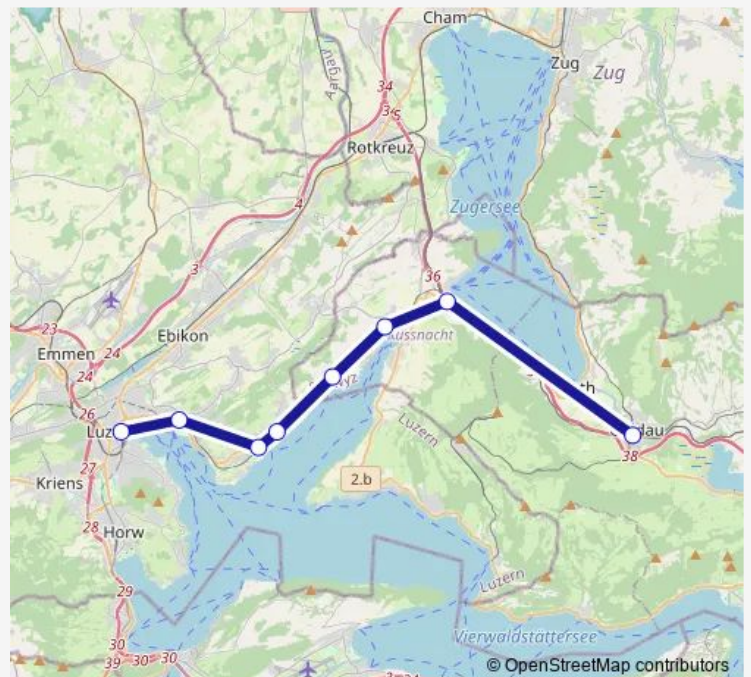 Cham
Zug
Zug
Aargau
34
Rotkreuz
4
Zugersee
3
36
23
Ebikon
Küssnacht
Emmen
24
24
26
Luz
Luzern
27
38
2.b
Kriens
28
Horw
Luzern
29
30
39
30
30
Vierwaldstättersee
© OpenStreetMap contributors